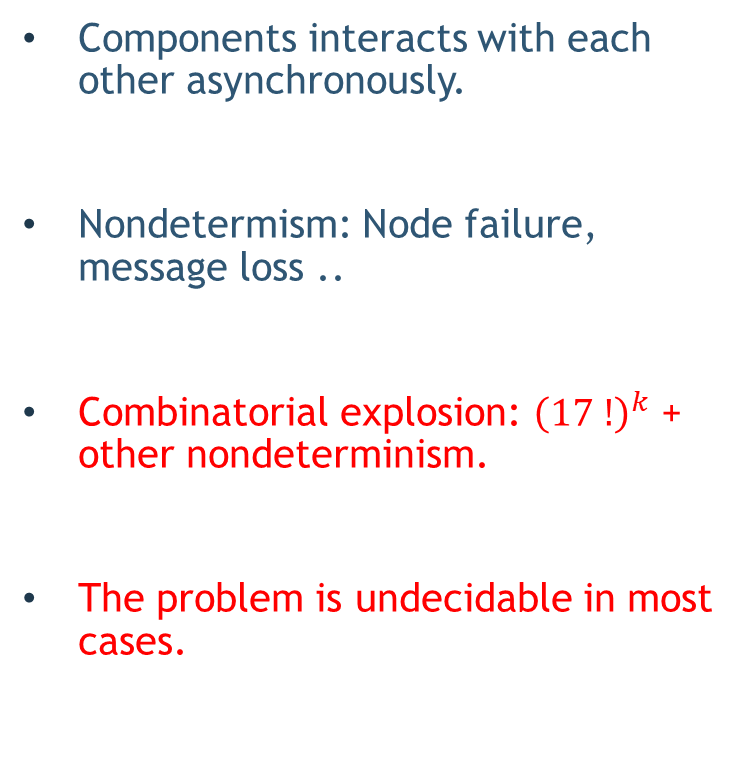 • Components interacts with each
other asynchronously.
• Nondetermism: Node failure,
message loss ..
• Combinatorial explosion: (17 !)^k +
other nondeterminism.
• The problem is undecidable in most
cases.